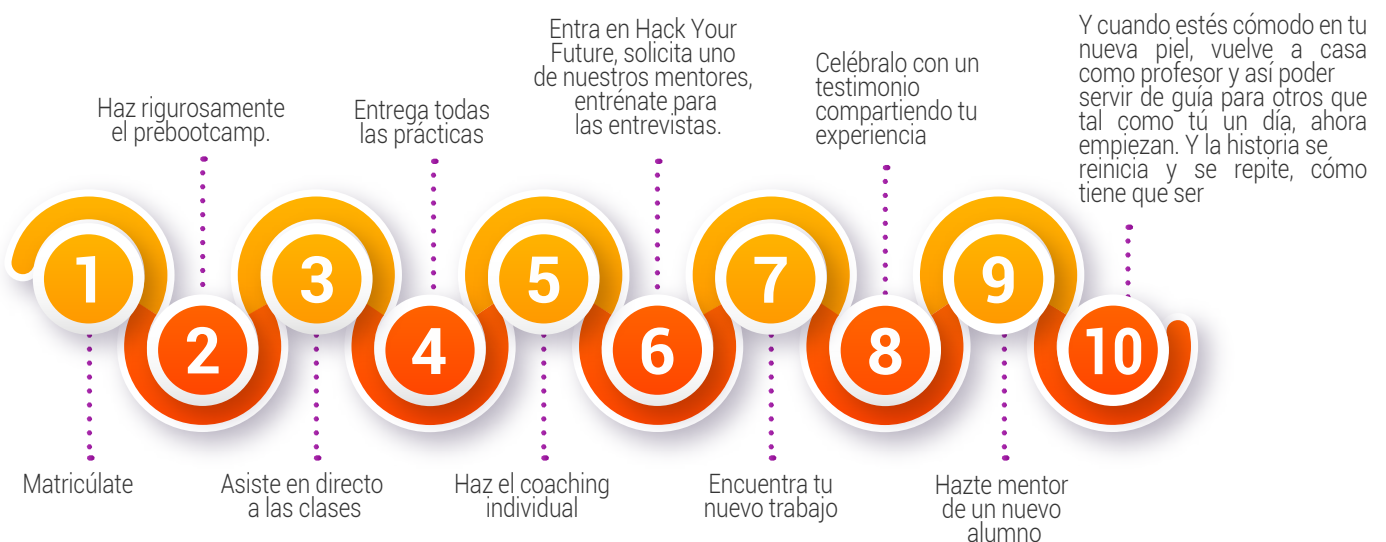 1
Matricúlate
2
Haz rigurosamente
el prebootcamp.
3
Asiste en directo
a las clases
4
Entrega todas
las prácticas
5
Haz el coaching
individual
6
Entra en Hack Your
Future, solicita uno
de nuestros mentores,
entrénate para
las entrevistas.
7
Encuentra tu
nuevo trabajo
8
Celébralo con un
testimonio
compartiendo tu
experiencia
9
Hazte mentor
de un nuevo
alumno
10
Y cuando estés cómodo en tu
nueva piel, vuelve a casa
como profesor y así poder
servir de guía para otros que
tal como tú un día, ahora
empiezan. Y la historia se
reinicia y se repite, cómo
tiene que ser